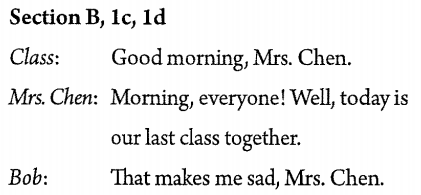 Section B, 1c, 1d
Class: Good morning, Mrs. Chen.
Mrs. Chen: Morning, everyone! Well, today is
our last class together.
Bob: That makes me sad, Mrs. Chen.